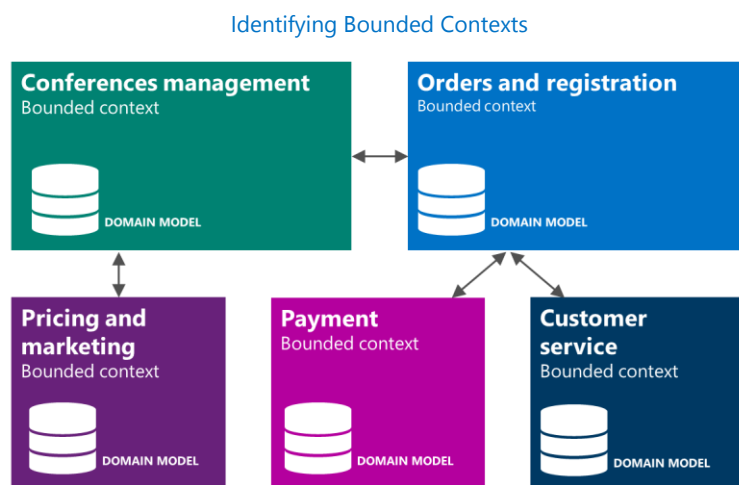 Identifying Bounded Contexts
Conferences management
Bounded context
DOMAIN MODEL
Orders and registration
Bounded context
DOMAIN MODEL
Pricing and
marketing
Bounded context
DOMAIN MODEL
Payment
Bounded context
DOMAIN MODEL
Customer
service
Bounded context
DOMAIN MODEL